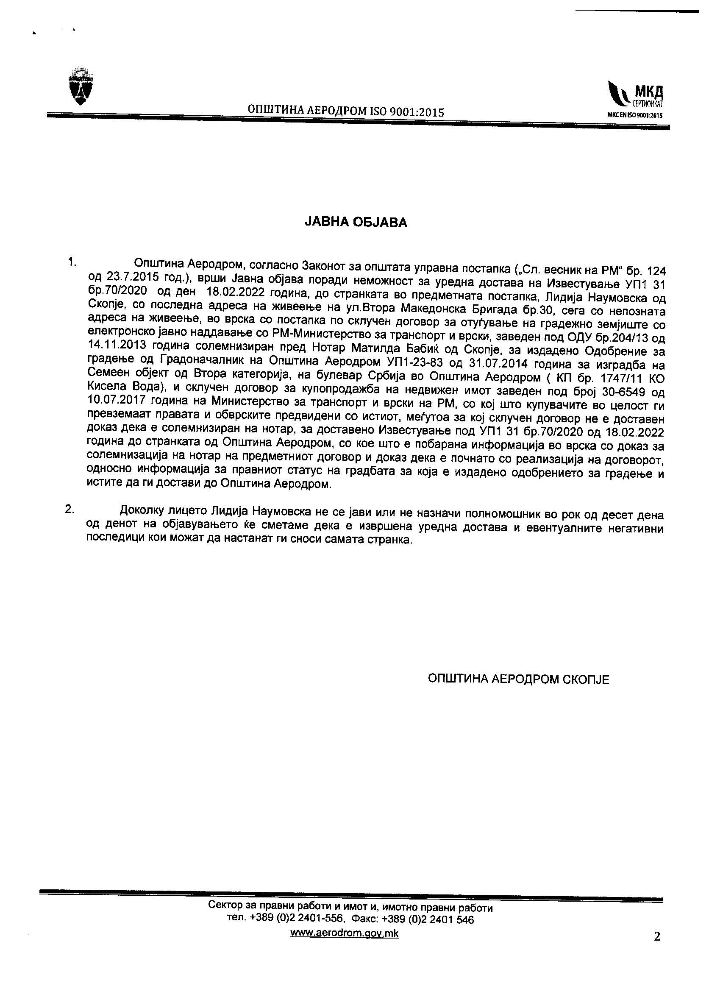 ОПШТИНА АЕРОДРОМ ISO 9001:2015
МКД
СЕРТИФИКАТ
МКС EN ISO 9001:2015
ЈАВНА ОБЈАВА
1. Општина Аеродром, согласно Законот за општата управна постапка („Сл. весник на РМ“ бр. 124
од 23.7.2015 год.), врши Јавна објава поради неможност за уредна достава на Известување УП1 31
бр.70/2020 од ден 18.02.2022 година, до странката во предметната постапка, Лидија Наумовска од
Скопје, со последна адреса на живеење на ул.Втора Македонска Бригада бр.30, сега со непозната
адреса на живеење, во врска со постапка по склучен договор за отуѓување на градежно земјиште со
електронско јавно наддавање со РМ-Министерство за транспорт и врски, заведен под ОДУ бр.204/13 од
14.11.2013 година солемнизиран пред Нотар Матилда Бабиќ од Скопје, за издадено Одобрение за
градење од Градоначалник на Општина Аеродром УП1-23-83 од 31.07.2014 година за изградба на
Семеен објект од Втора категорија, на булевар Србија во Општина Аеродром ( КП бр. 1747/11 КО
Кисела Вода), и склучен договор за купопродажба на недвижен имот заведен под број 30-6549 од
10.07.2017 година на Министерство за транспорт и врски на РМ, со кој што купувачите во целост ги
превземаат правата и обврските предвидени со истиот, меѓутоа за кој склучен договор не е доставен
доказ дека е солемнизиран на нотар, за доставено Известување под УП1 31 бр.70/2020 од 18.02.2022
година до странката од Општина Аеродром, со кое што е побарана информација во врска со доказ за
солемнизација на нотар на предметниот договор и доказ дека е почнато со реализација на договорот,
односно информација за правниот статус на градбата за која е издадено одобрението за градење и
истите да ги достави до Општина Аеродром.
2. Доколку лицето Лидија Наумовска не се јави или не назначи полномошник во рок од десет дена
од денот на објавувањето ќе сметаме дека е извршена уредна достава и евентуалните негативни
последици кои можат да настанат ги сноси самата странка.
ОПШТИНА АЕРОДРОМ СКОПЈЕ
Сектор за правни работи и имот и, имотно правни работи
тел. +389 (0)2 2401-556, Факс: +389 (0)2 2401 546
www.aerodrom.gov.mk
2